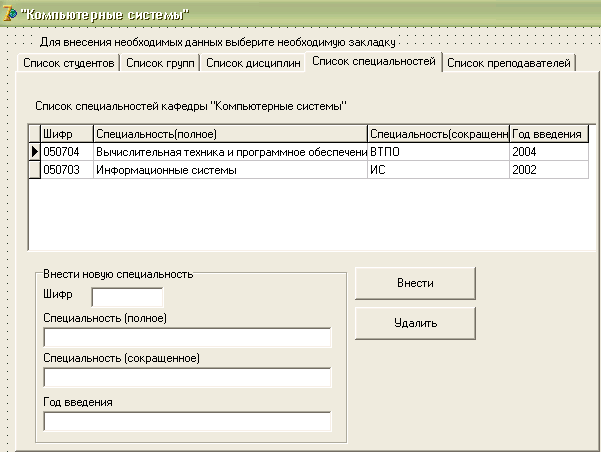 "Компьютерные системы"
Для внесения необходимых данных выберите необходимую закладку
Список студентов Список групп Список дисциплин Список специальностей Список преподавателей
Список специальностей кафедры "Компьютерные системы"
Шифр Специальность(полное) Специальность(сокращенн Год введения
050704 Вычислительная техника и программное обеспечени ВТПО 2004
050703 Информационные системы ИС 2002
Внести новую специальность
Шифр
Внести
Специальность (полное)
Удалить
Специальность (сокращенное)
Год введения